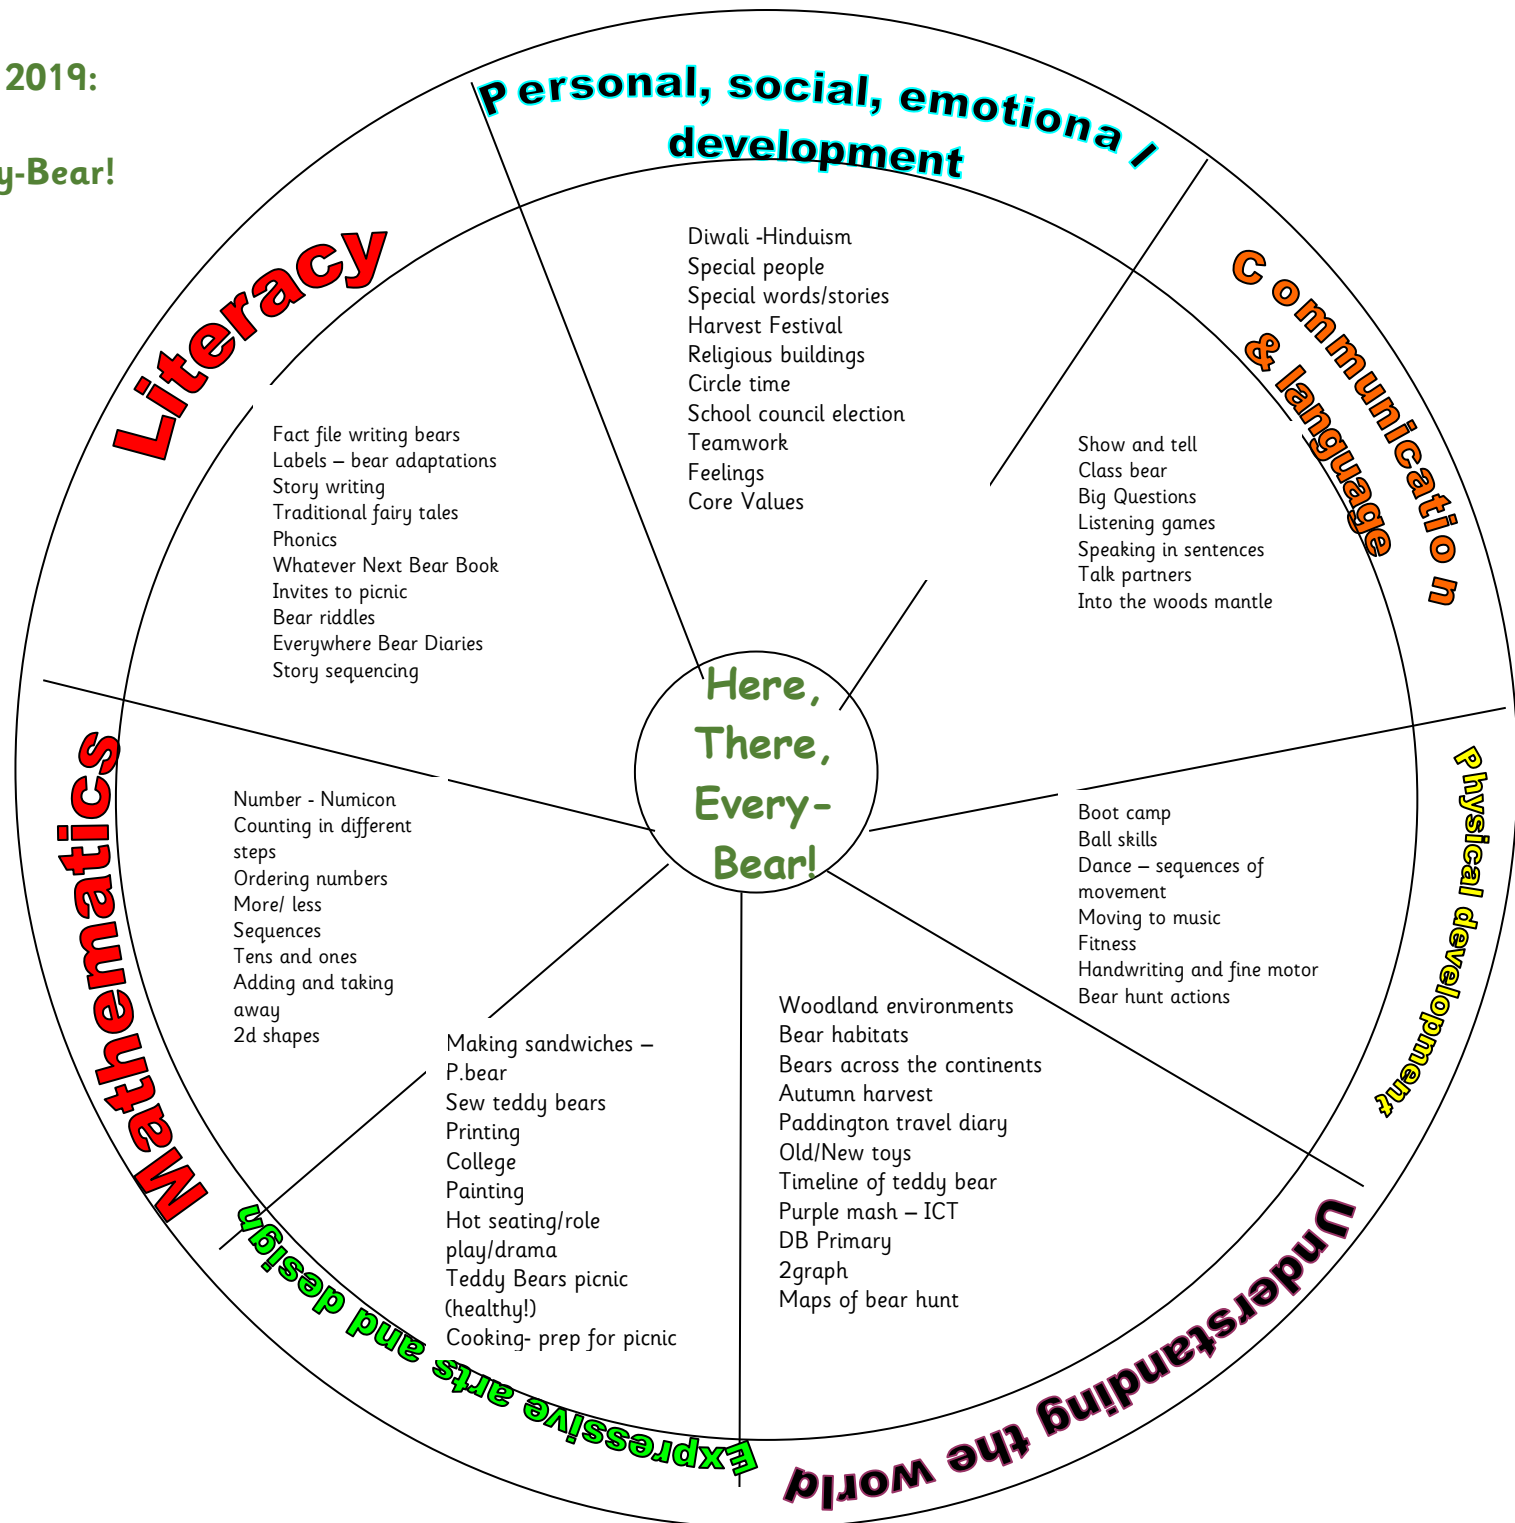 2019:
y-Bear!
Personal, social, emotional
development
Diwali -Hinduism
Special people
Special words/stories
Harvest Festival
Religious buildings
Circle time
School council election
Teamwork
Feelings
Core Values
Communication
& language
Show and tell
Class bear
Big Questions
Listening games
Speaking in sentences
Talk partners
Into the woods mantle
Physical development
Boot camp
Ball skills
Dance – sequences of
movement
Moving to music
Fitness
Handwriting and fine motor
Bear hunt actions
Understanding the world
Woodland environments
Bear habitats
Bears across the continents
Autumn harvest
Paddington travel diary
Old/New toys
Timeline of teddy bear
Purple mash – ICT
DB Primary
2graph
Maps of bear hunt
Expressive arts and design
Making sandwiches –
P.bear
Sew teddy bears
Printing
College
Painting
Hot seating/role
play/drama
Teddy Bears picnic
(healthy!)
Cooking- prep for picnic
Mathematics
Number - Numicon
Counting in different
steps
Ordering numbers
More/ less
Sequences
Tens and ones
Adding and taking
away
2d shapes
Literacy
Fact file writing bears
Labels – bear adaptations
Story writing
Traditional fairy tales
Phonics
Whatever Next Bear Book
Invites to picnic
Bear riddles
Everywhere Bear Diaries
Story sequencing
Here,
There,
Every-
Bear!